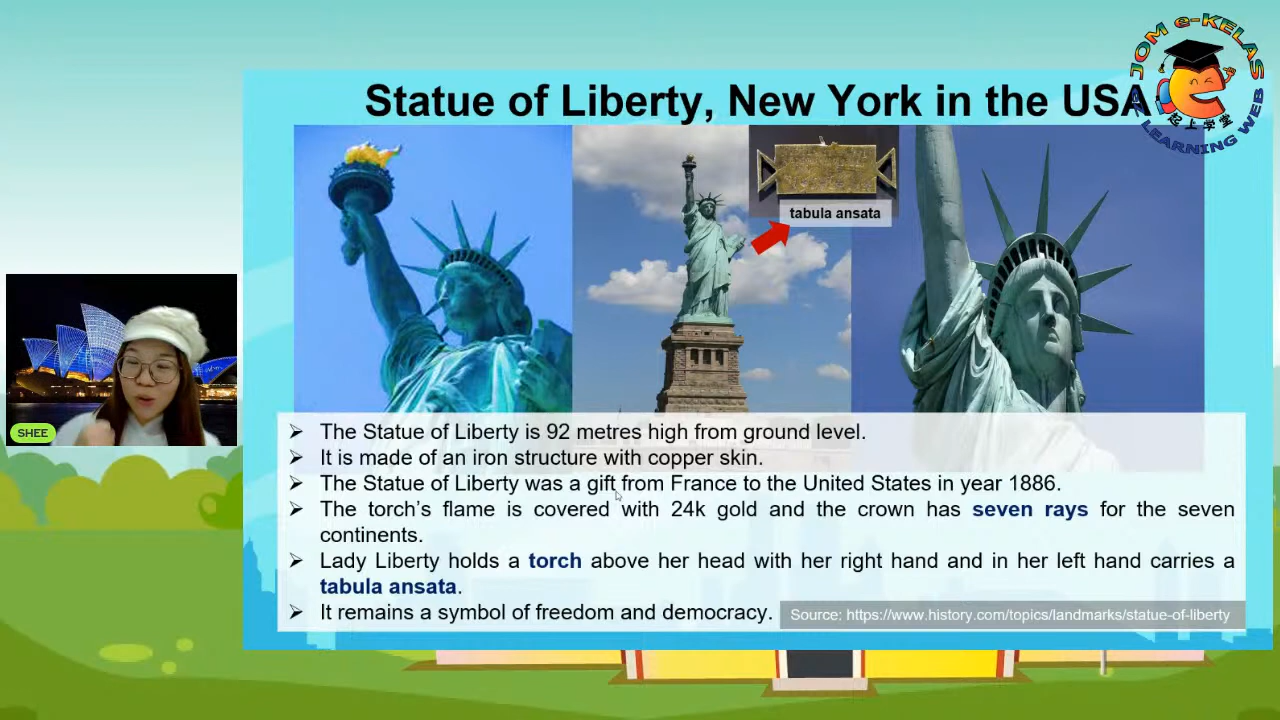 Statue of Liberty, New York in the USA
JOM e-KELAS
一起上学堂
E LEARNING WEB
tabula ansata
SHEE
➢ The Statue of Liberty is 92 metres high from ground level.
➢ It is made of an iron structure with copper skin.
➢ The Statue of Liberty was a gift from France to the United States in year 1886.
➢ The torch’s flame is covered with 24k gold and the crown has seven rays for the seven
continents.
➢ Lady Liberty holds a torch above her head with her right hand and in her left hand carries a
tabula ansata.
➢ It remains a symbol of freedom and democracy.
Source: https://www.history.com/topics/landmarks/statue-of-liberty